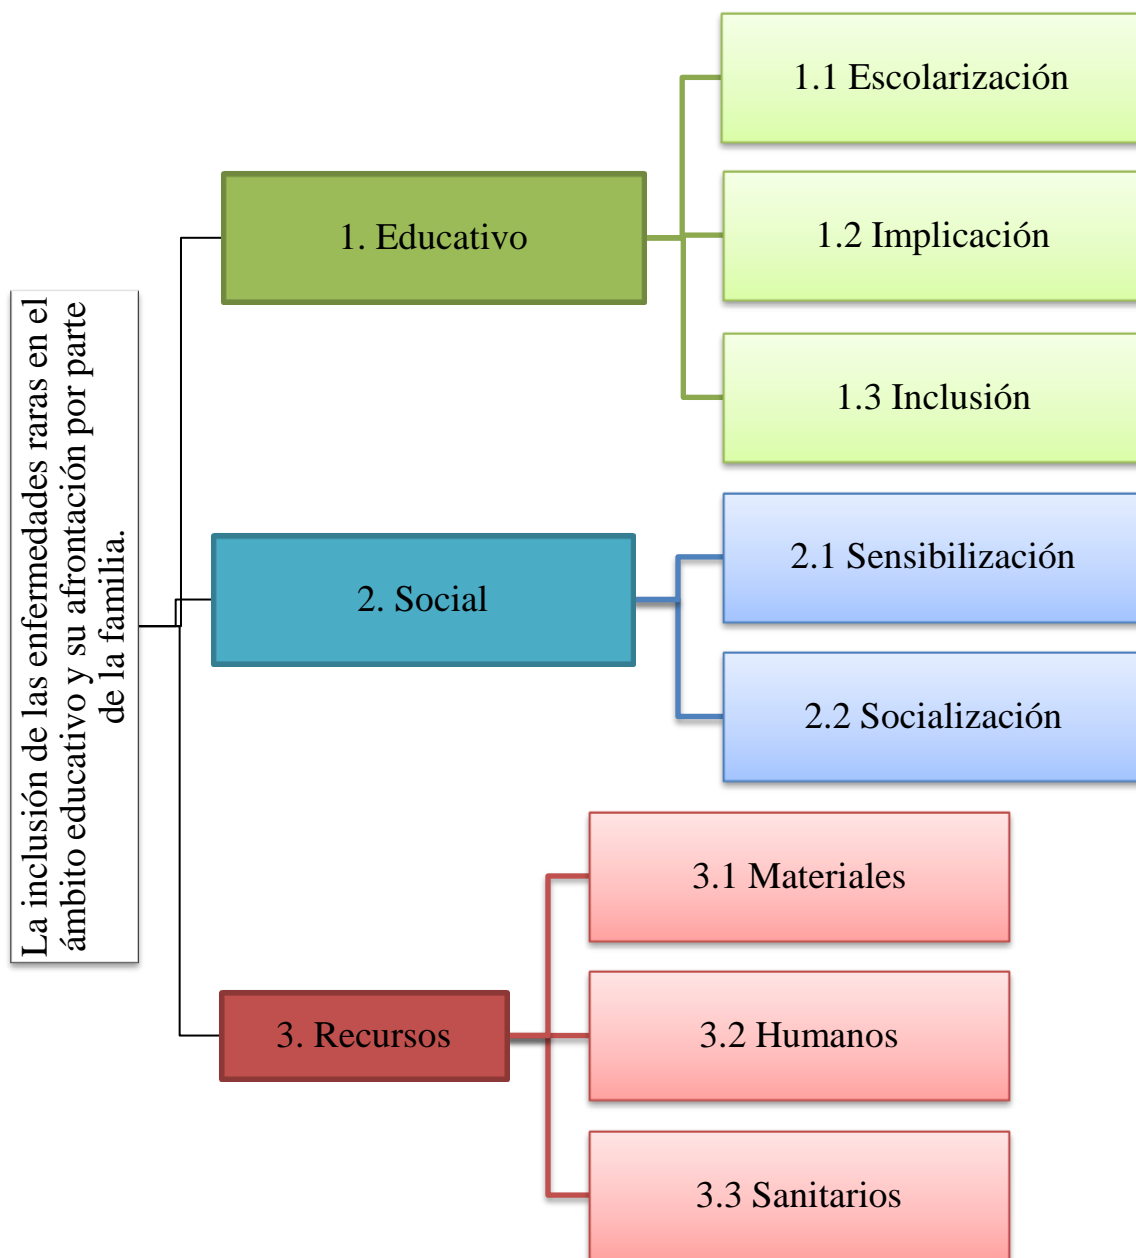 La inclusión de las enfermedades raras en el
ámbito educativo y su afrontación por parte
de la familia.
1. Educativo
1.1 Escolarización
1.2 Implicación
1.3 Inclusión
2. Social
2.1 Sensibilización
2.2 Socialización
3. Recursos
3.1 Materiales
3.2 Humanos
3.3 Sanitarios